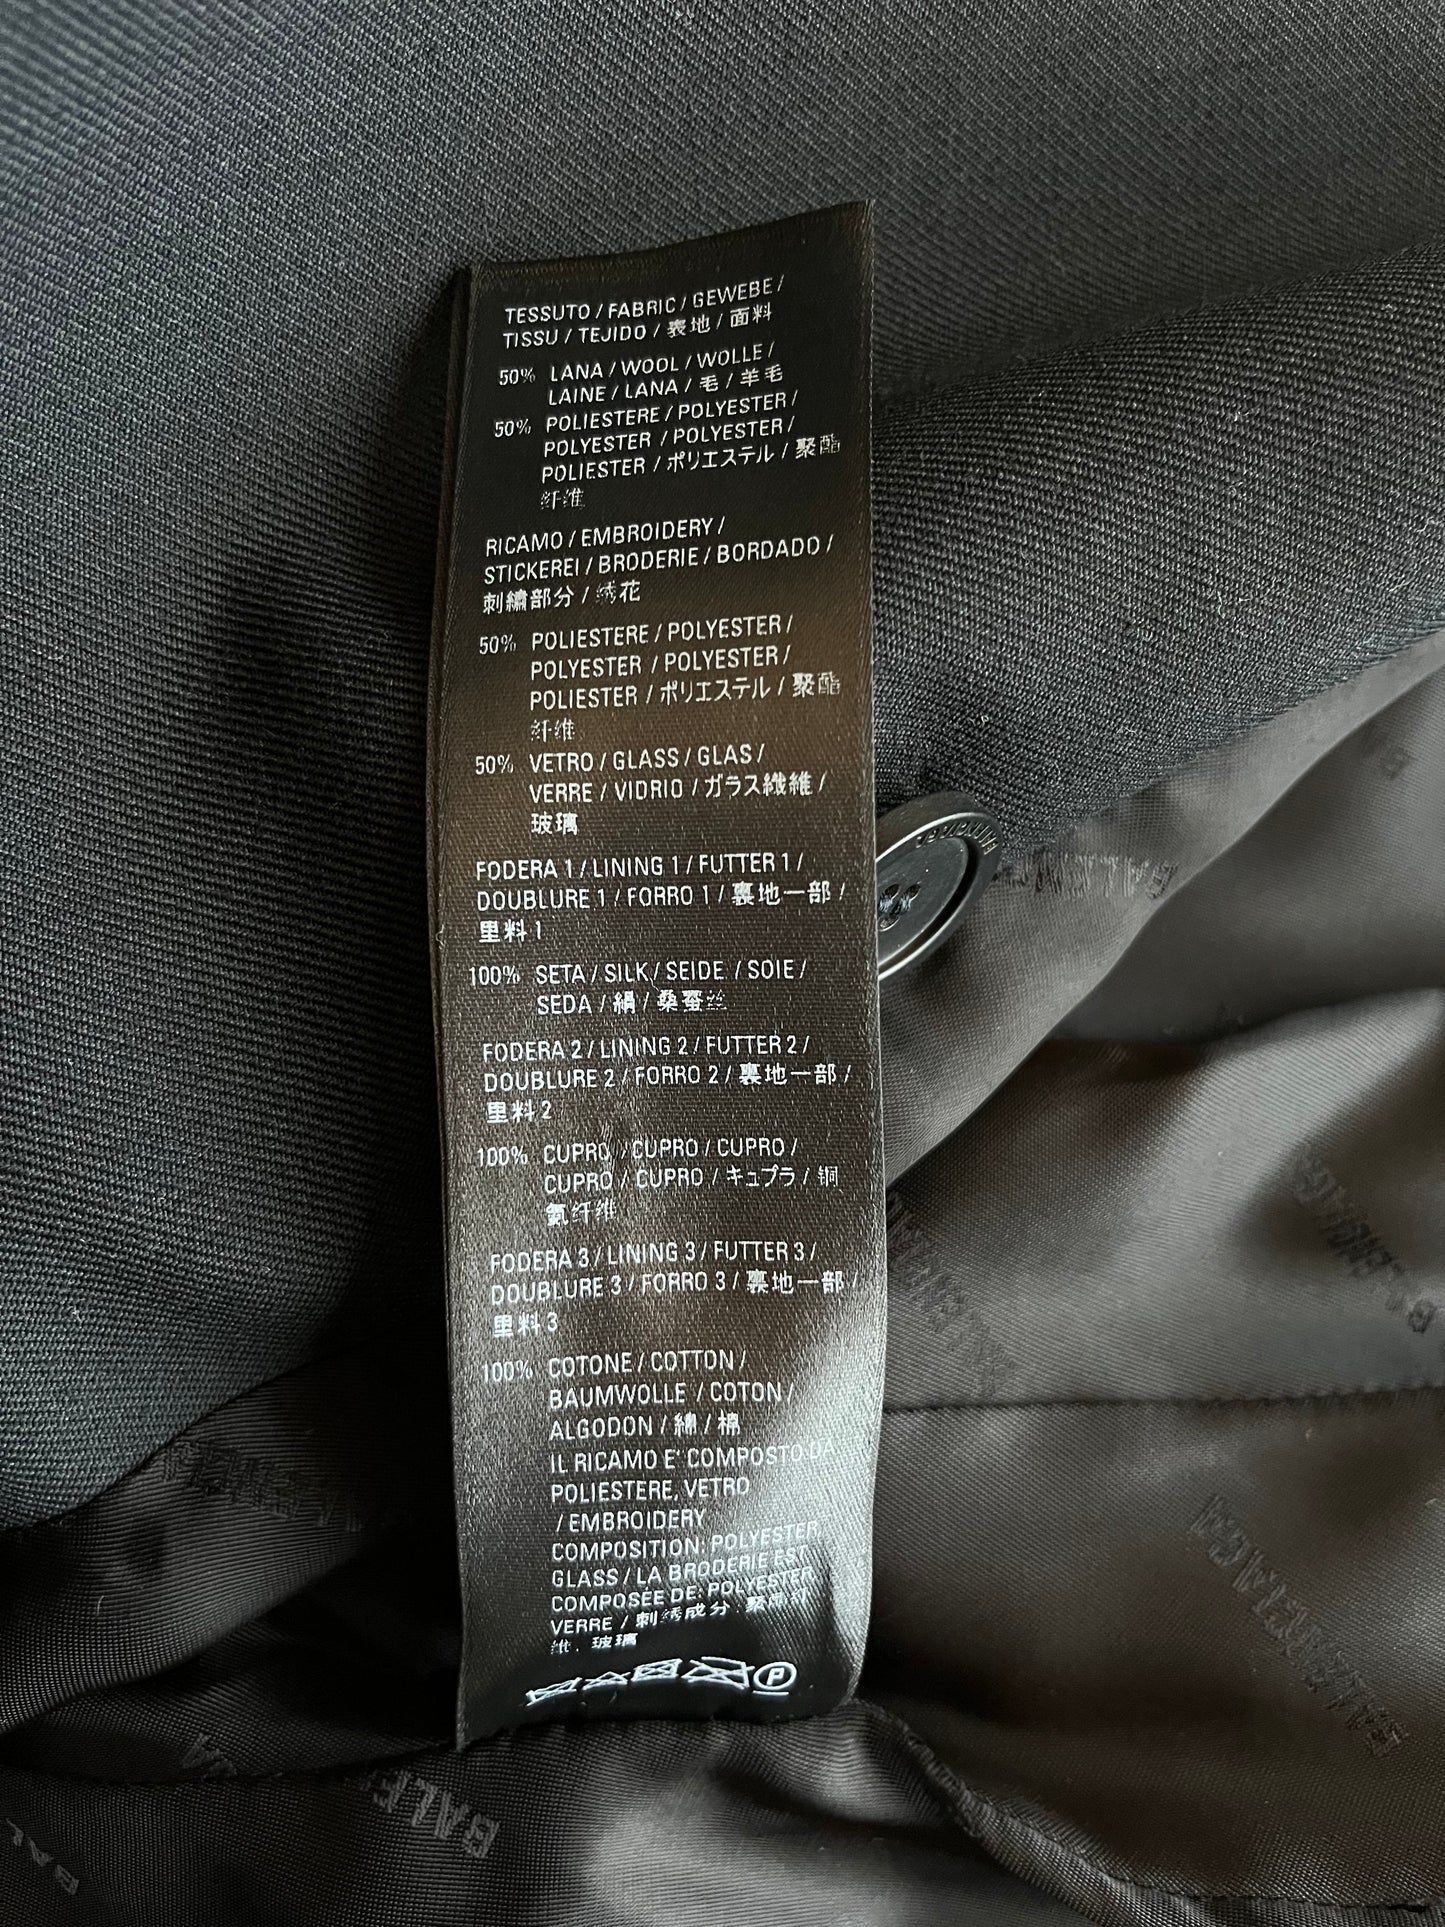 TESSUTO / FABRIC / GEWEBE /
TISSU / TEJIDO / 表地 / 面料
50% LANA / WOOL / WOLLE /
LAINE / LANA / 毛 / 羊毛
50% POLIESTERE / POLYESTER /
POLYESTER / POLYESTER /
POLIESTER / ポリエステル / 聚酯
纤维
RICAMO / EMBROIDERY /
STICKEREI / BRODERIE / BORDADO /
刺繍部分 / 绣花
50% POLIESTERE / POLYESTER /
POLYESTER / POLYESTER /
POLIESTER / ポリエステル / 聚酯
纤维
50% VETRO / GLASS / GLAS /
VERRE / VIDRIO / ガラス繊維 /
玻璃
FODERA 1 / LINING 1 / FUTTER 1 /
DOUBLURE 1 / FORRO 1 / 裏地一部 /
里料 1
100% SETA / SILK / SEIDE / SOIE /
SEDA / 絹 / 桑蚕丝
FODERA 2 / LINING 2 / FUTTER 2 /
DOUBLURE 2 / FORRO 2 / 裏地一部 /
里料 2
100% CUPRO / CUPRO / CUPRO /
CUPRO / CUPRO / キュプラ / 铜
氨纤维
FODERA 3 / LINING 3 / FUTTER 3 /
DOUBLURE 3 / FORRO 3 / 裏地一部 /
里料 3
100% COTONE / COTTON /
BAUMWOLLE / COTON /
ALGODON / 綿 / 棉
IL RICAMO E' COMPOSTO DA
POLIESTERE, VETRO
/ EMBROIDERY
COMPOSITION: POLYESTER,
GLASS / LA BRODERIE EST
COMPOSÉE DE: POLYESTER
VERRE / 刺绣成分: 聚酯纤
维, 玻璃
P
BALENCIAGA